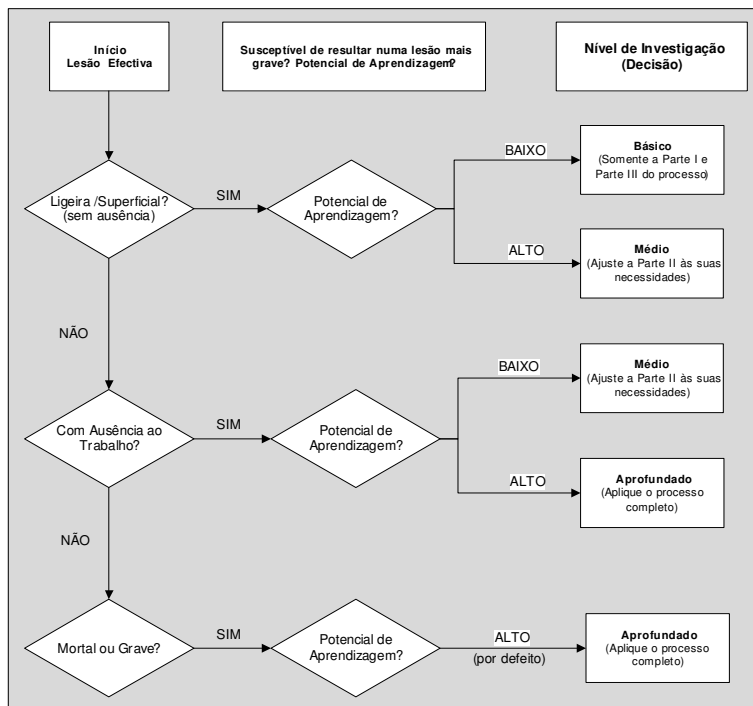 Início
Lesão Efectiva
Susceptível de resultar numa lesão mais
grave? Potencial de Aprendizagem?
Nível de Investigação
(Decisão)
Ligeira /Superficial?
(sem ausência)
SIM
Potencial de
Aprendizagem?
BAIXO
Básico
(Somente a Parte I e
Parte III do processo)
ALTO
Médio
(Ajuste a Parte II às suas
necessidades)
NÃO
Com Ausência ao
Trabalho?
SIM
Potencial de
Aprendizagem?
BAIXO
Médio
(Ajuste a Parte II às suas
necessidades)
ALTO
Aprofundado
(Aplique o processo
completo)
NÃO
Mortal ou Grave?
SIM
Potencial de
Aprendizagem?
ALTO
(por defeito)
Aprofundado
(Aplique o processo
completo)